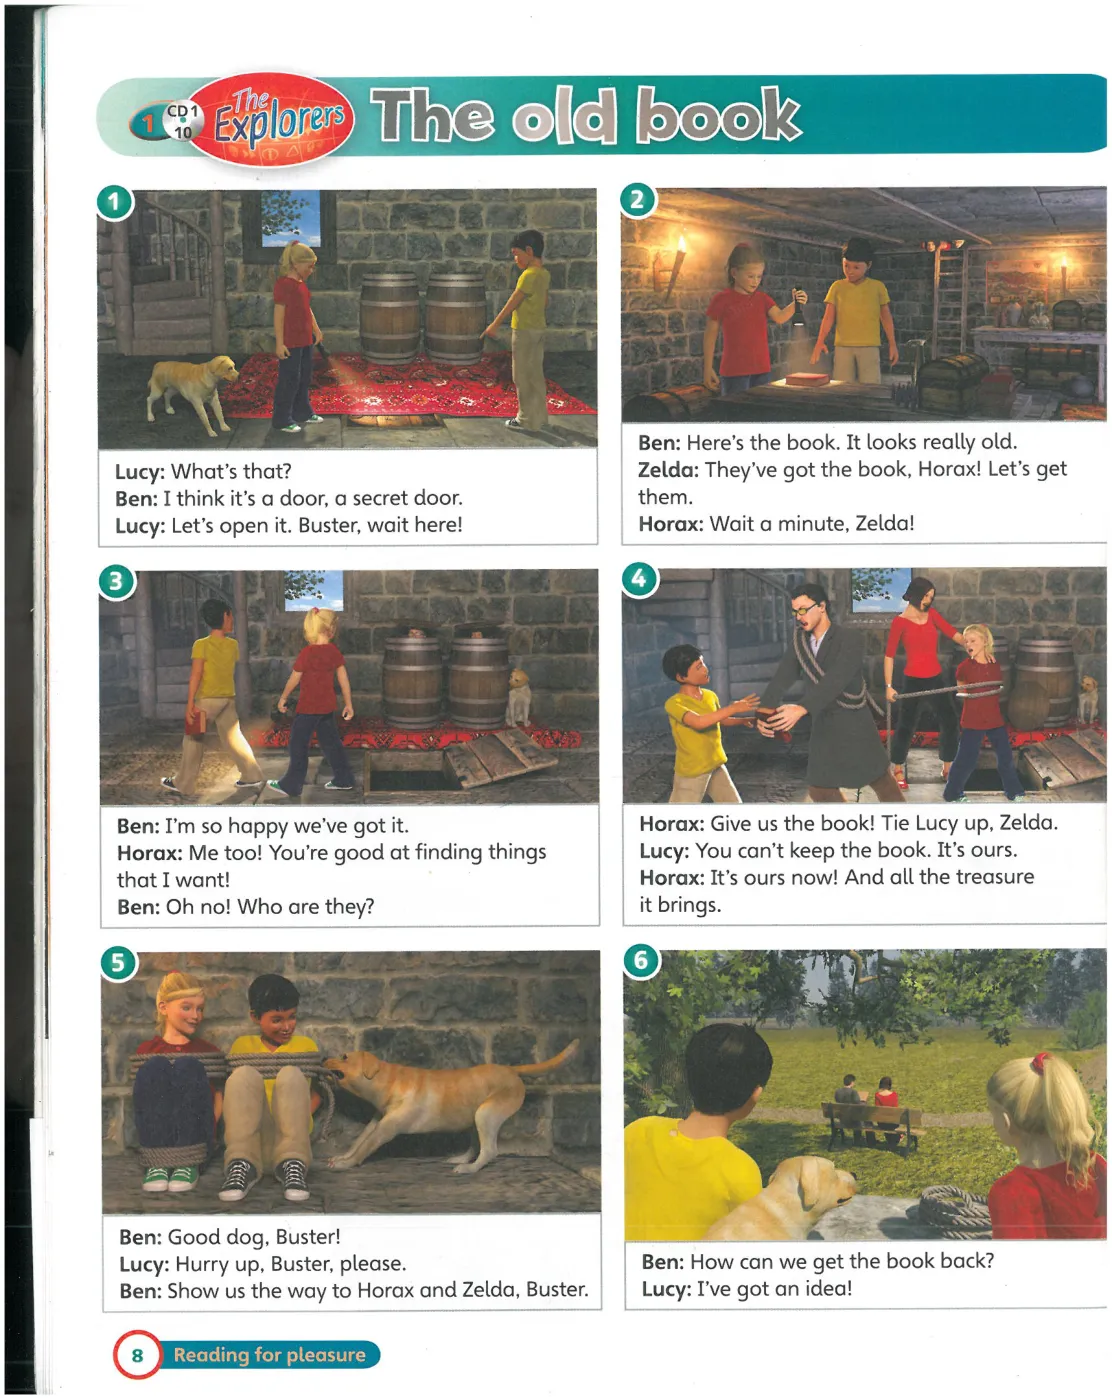 1
CD1
10
The
Explorers
The old book
1
Lucy: What's that?
Ben: I think it's a door, a secret door.
Lucy: Let's open it. Buster, wait here!
2
Ben: Here's the book. It looks really old.
Zelda: They've got the book, Horax! Let's get
them.
Horax: Wait a minute, Zelda!
3
Ben: I'm so happy we've got it.
Horax: Me too! You're good at finding things
that I want!
Ben: Oh no! Who are they?
4
Horax: Give us the book! Tie Lucy up, Zelda.
Lucy: You can't keep the book. It's ours.
Horax: It's ours now! And all the treasure
it brings.
5
Ben: Good dog, Buster!
Lucy: Hurry up, Buster, please.
Ben: Show us the way to Horax and Zelda, Buster.
6
Ben: How can we get the book back?
Lucy: I've got an idea!
8
Reading for pleasure